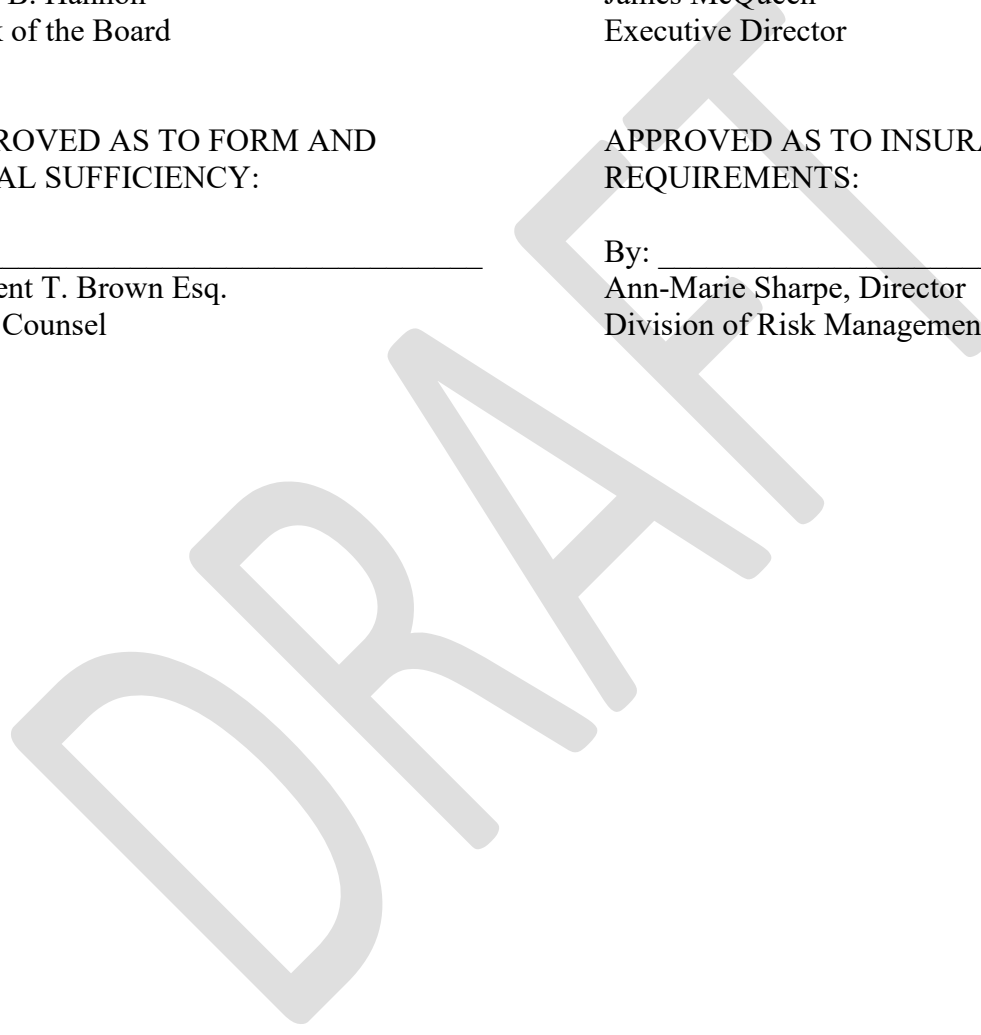 B. Hannon
of the Board
James McQueen
Executive Director
ROVED AS TO FORM AND
AL SUFFICIENCY:
ent T. Brown Esq.
Counsel
APPROVED AS TO INSURA
REQUIREMENTS:
By:
Ann-Marie Sharpe, Director
Division of Risk Managemen
DRAFT